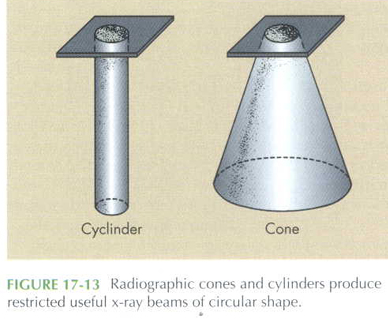 Cyclinder
Cone
FIGURE 17-13 Radiographic cones and cylinders produce
restricted useful x-ray beams of circular shape.